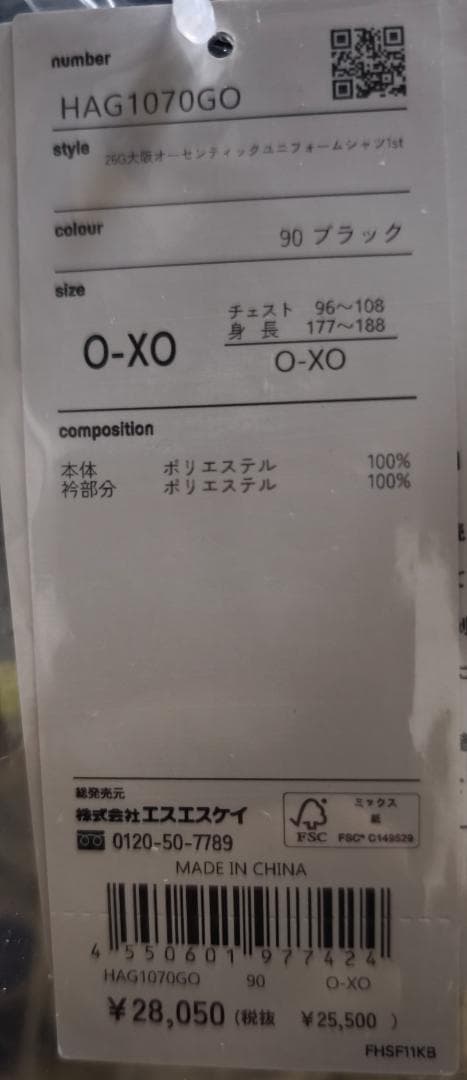 number
HAG1070GO
style
26G大阪オーセンティックユニフォームシャツ1st
colour
90 ブラック
size
O-XO
チェスト 96～108
身 長 177～188
O-XO
composition
本体 ポリエステル 100%
衿部分 ポリエステル 100%
総発売元
株式会社エスエスケイ
0120-50-7789
FSC
ミックス
紙
FSC® C149529
MADE IN CHINA
4 550601 977424
HAG1070GO 90 O-XO
￥28,050 (税抜 ￥25,500 )
FHSF11KB